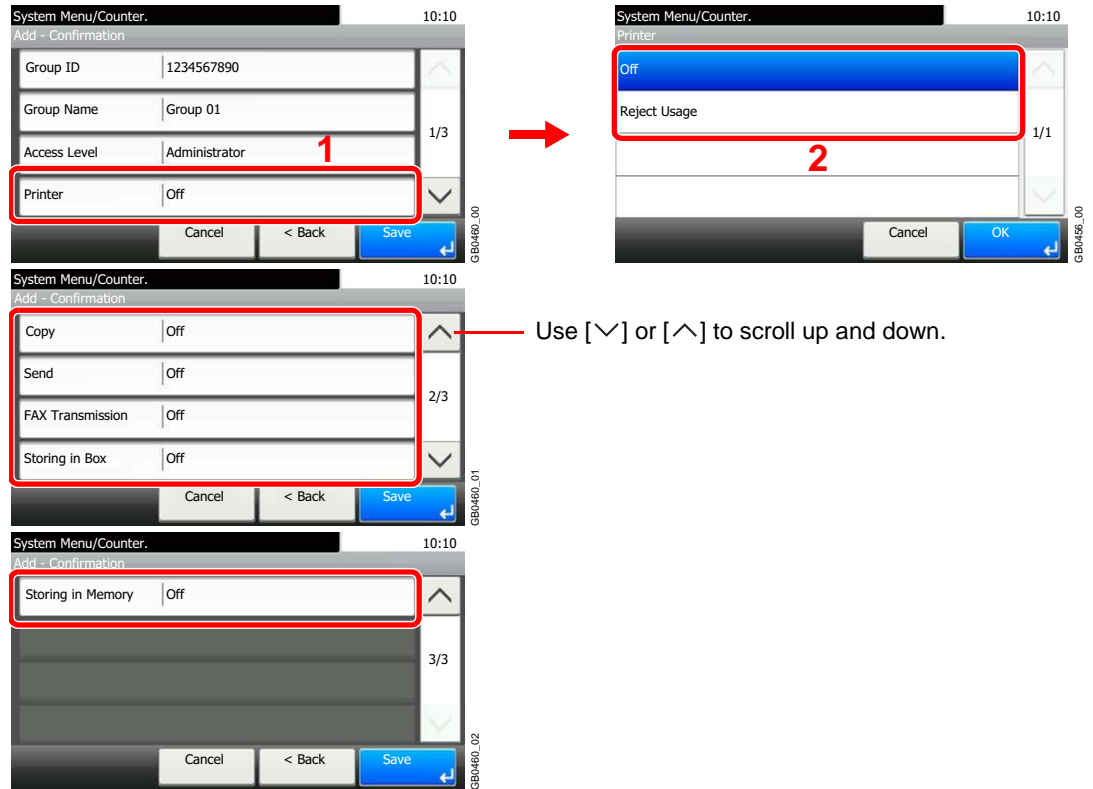 System Menu/Counter. 10:10
Add - Confirmation
Group ID 1234567890
Group Name Group 01
1/3
Access Level Administrator
1
Printer Off
Cancel < Back Save
GB0460_00
System Menu/Counter. 10:10
Printer
Off
Reject Usage
1/1
2
Cancel OK
GB0456_00
System Menu/Counter. 10:10
Add - Confirmation
Copy Off
Use [∨] or [∧] to scroll up and down.
Send Off
2/3
FAX Transmission Off
Storing in Box Off
Cancel < Back Save
GB0460_01
System Menu/Counter. 10:10
Add - Confirmation
Storing in Memory Off
3/3
Cancel < Back Save
GB0460_02